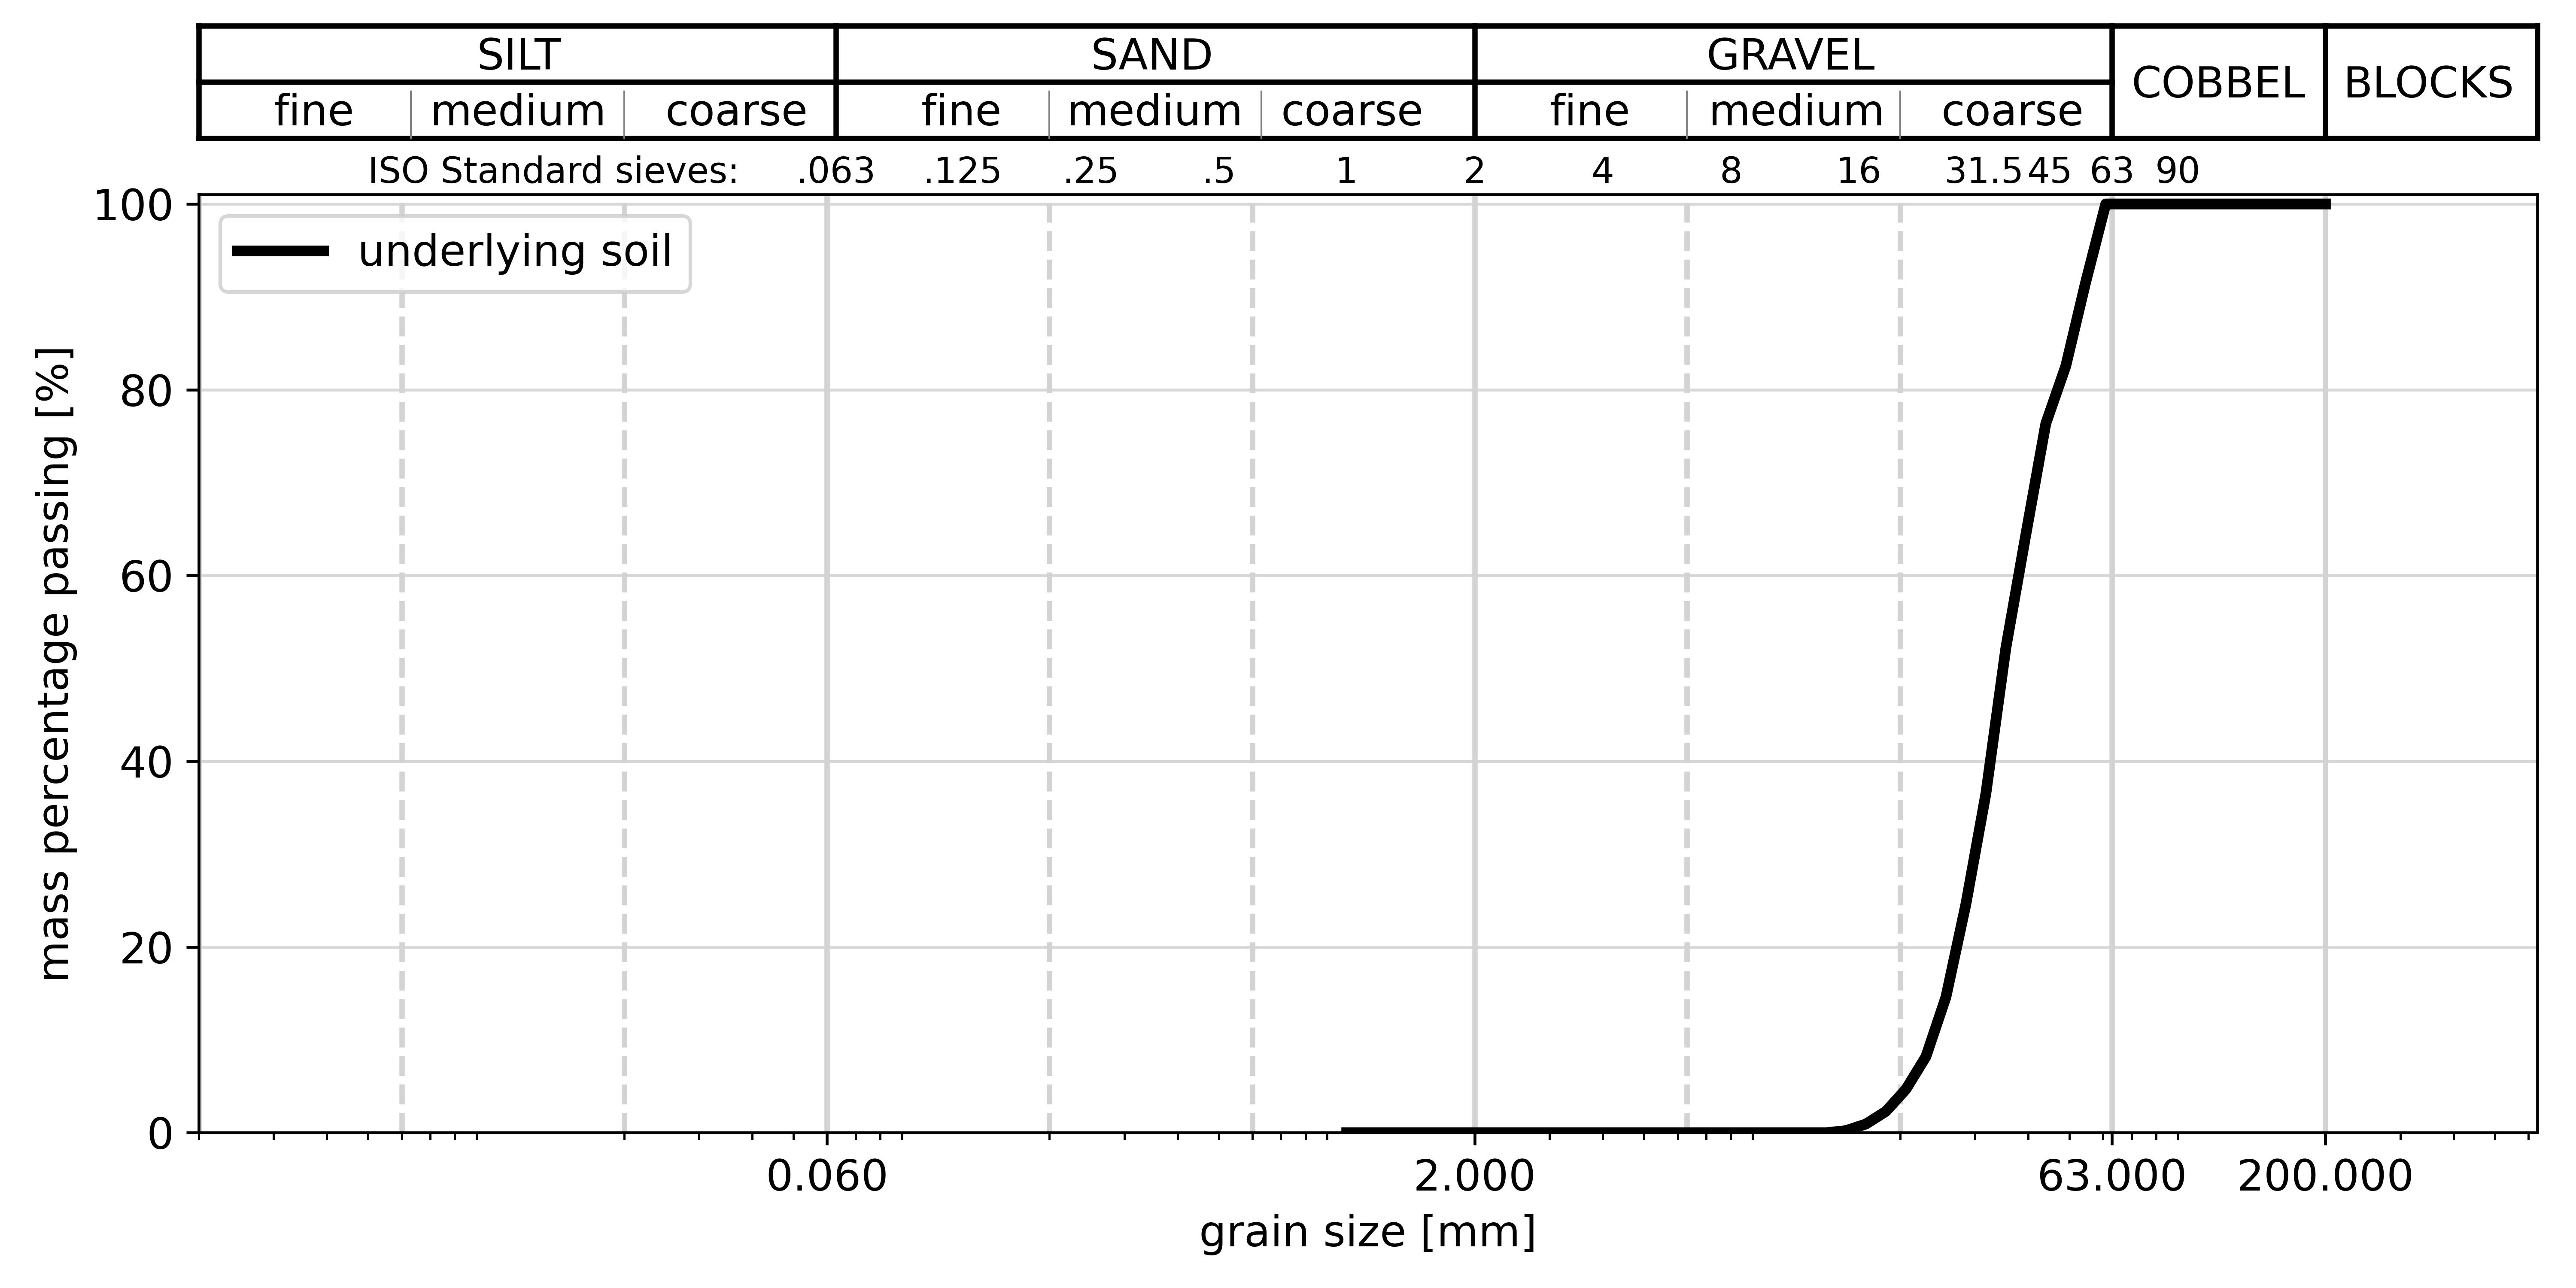 SILT SAND GRAVEL COBBEL BLOCKS
fine medium coarse fine medium coarse fine medium coarse
ISO Standard sieves: .063 .125 .25 .5 1 2 4 8 16 31.5 45 63 90
100
underlying soil
80
60
40
20
0
mass percentage passing [%]
0.060 2.000 63.000 200.000
grain size [mm]